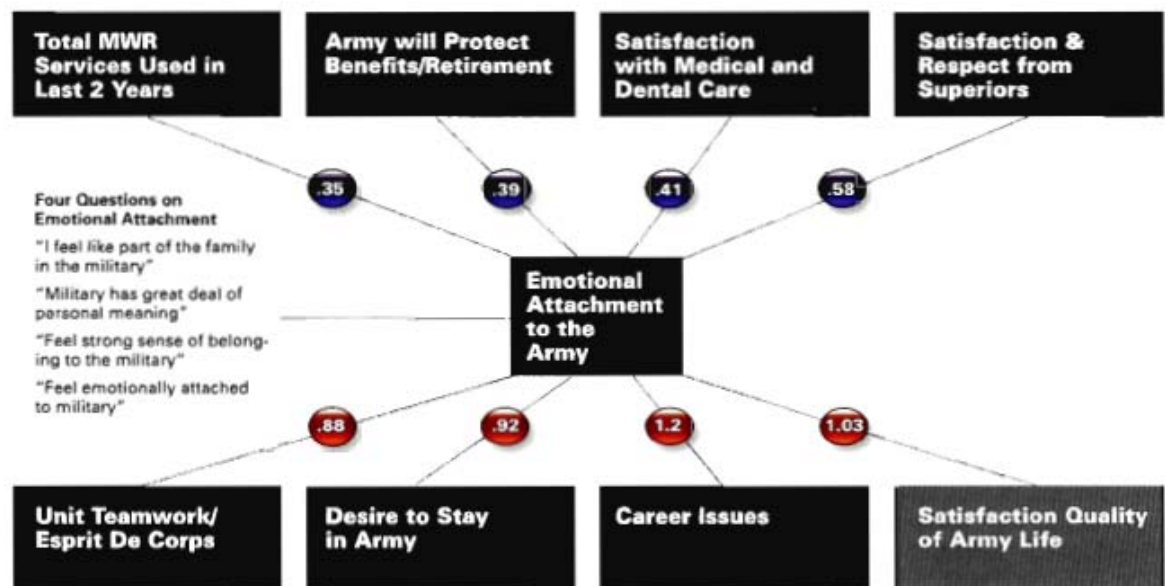 Total MWR
Services Used in
Last 2 Years
Army will Protect
Benefits/Retirement
Satisfaction
with Medical and
Dental Care
Satisfaction &
Respect from
Superiors
.35
.39
.41
.58
Four Questions on
Emotional Attachment
"I feel like part of the family
in the military"
"Military has great deal of
personal meaning"
"Feel strong sense of belong-
ing to the military"
"Feel emotionally attached
to military"
Emotional
Attachment
to the
Army
.88
.92
1.2
1.03
Unit Teamwork/
Esprit De Corps
Desire to Stay
in Army
Career Issues
Satisfaction Quality
of Army Life